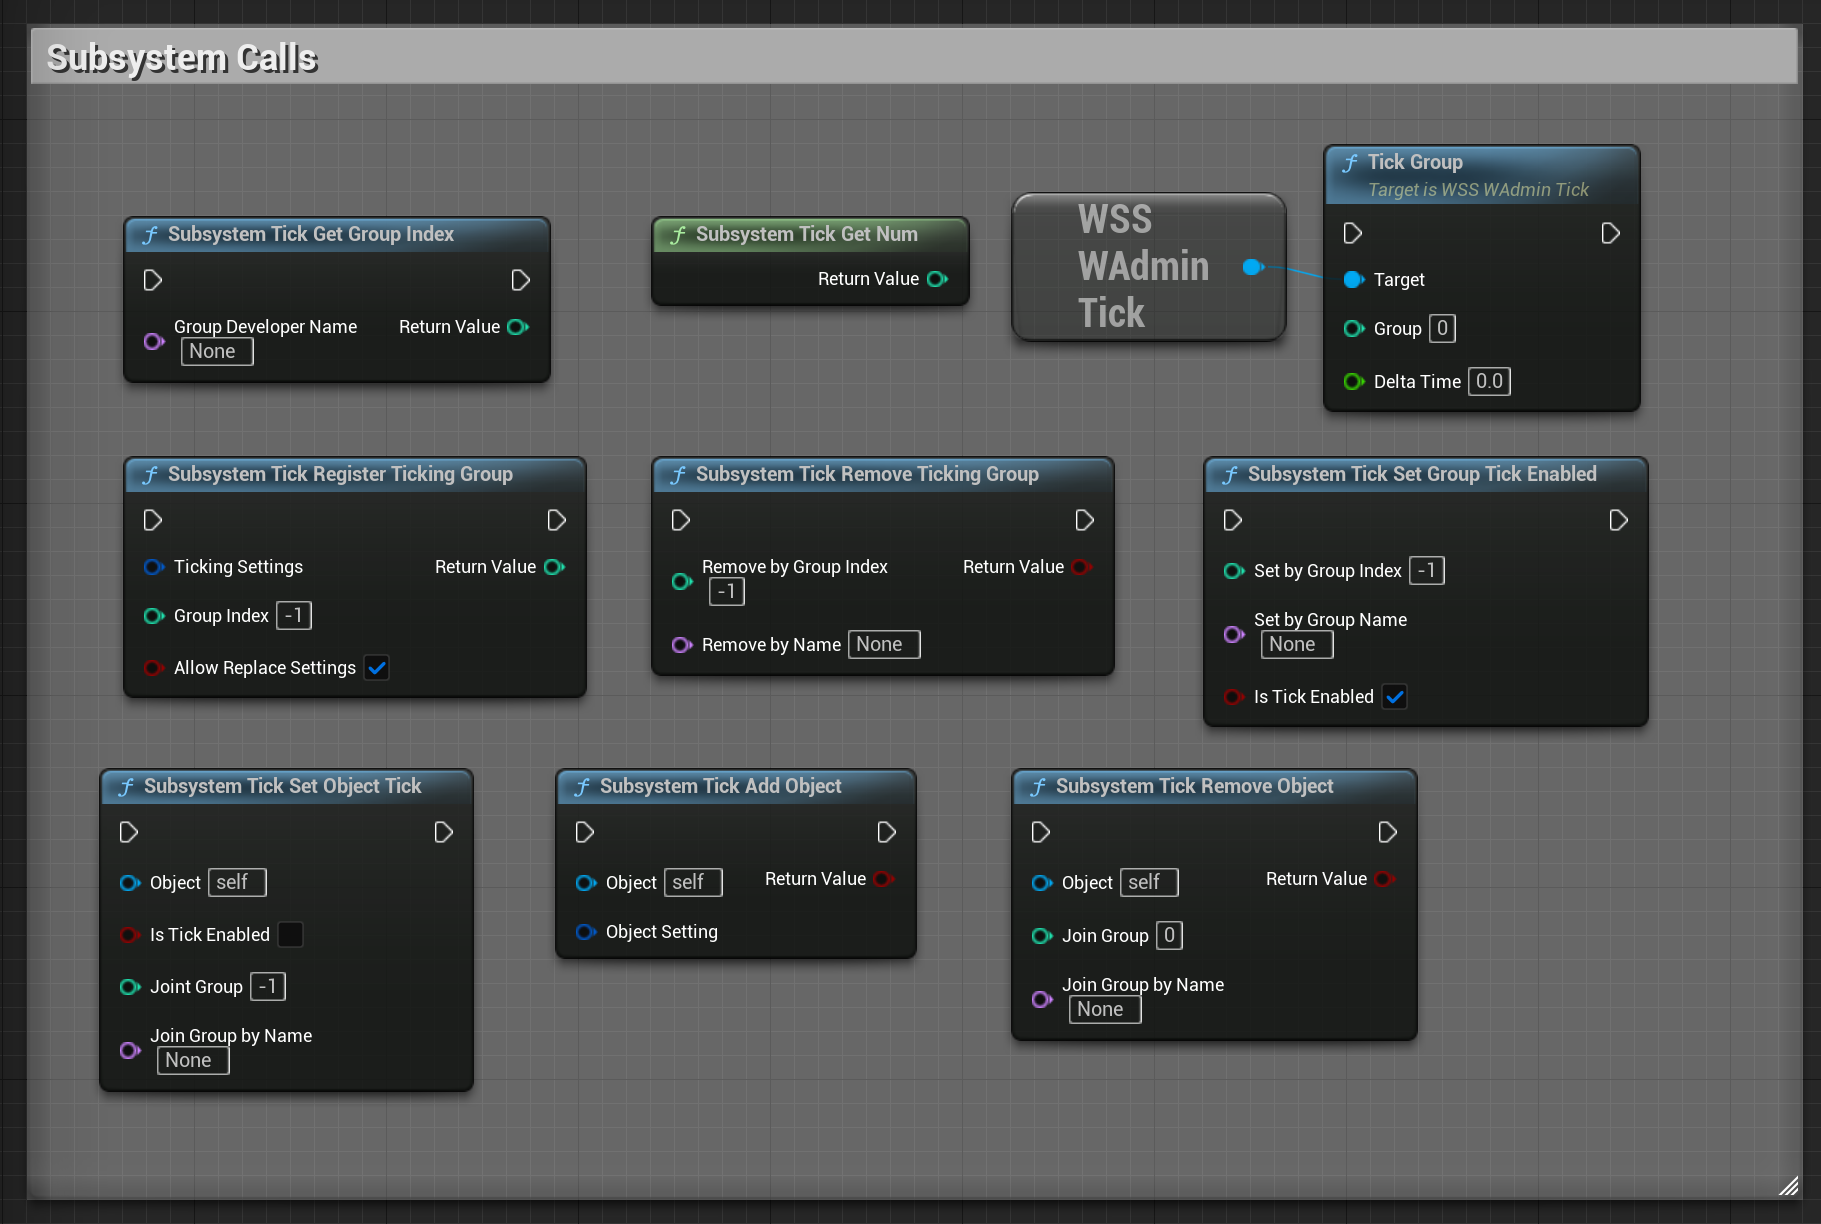 Subsystem Calls
Tick Group
Target is WSS WAdmin Tick
Target
Group 0
Delta Time 0.0
WSS
WAdmin
Tick
Subsystem Tick Get Group Index
Group Developer Name Return Value
None
Subsystem Tick Get Num
Return Value
Subsystem Tick Register Ticking Group
Ticking Settings Return Value
Group Index -1
Allow Replace Settings
Subsystem Tick Remove Ticking Group
Remove by Group Index Return Value
-1
Remove by Name None
Subsystem Tick Set Group Tick Enabled
Set by Group Index -1
Set by Group Name
None
Is Tick Enabled
Subsystem Tick Set Object Tick
Object self
Is Tick Enabled
Joint Group -1
Join Group by Name
None
Subsystem Tick Add Object
Object self Return Value
Object Setting
Subsystem Tick Remove Object
Object self Return Value
Join Group 0
Join Group by Name
None